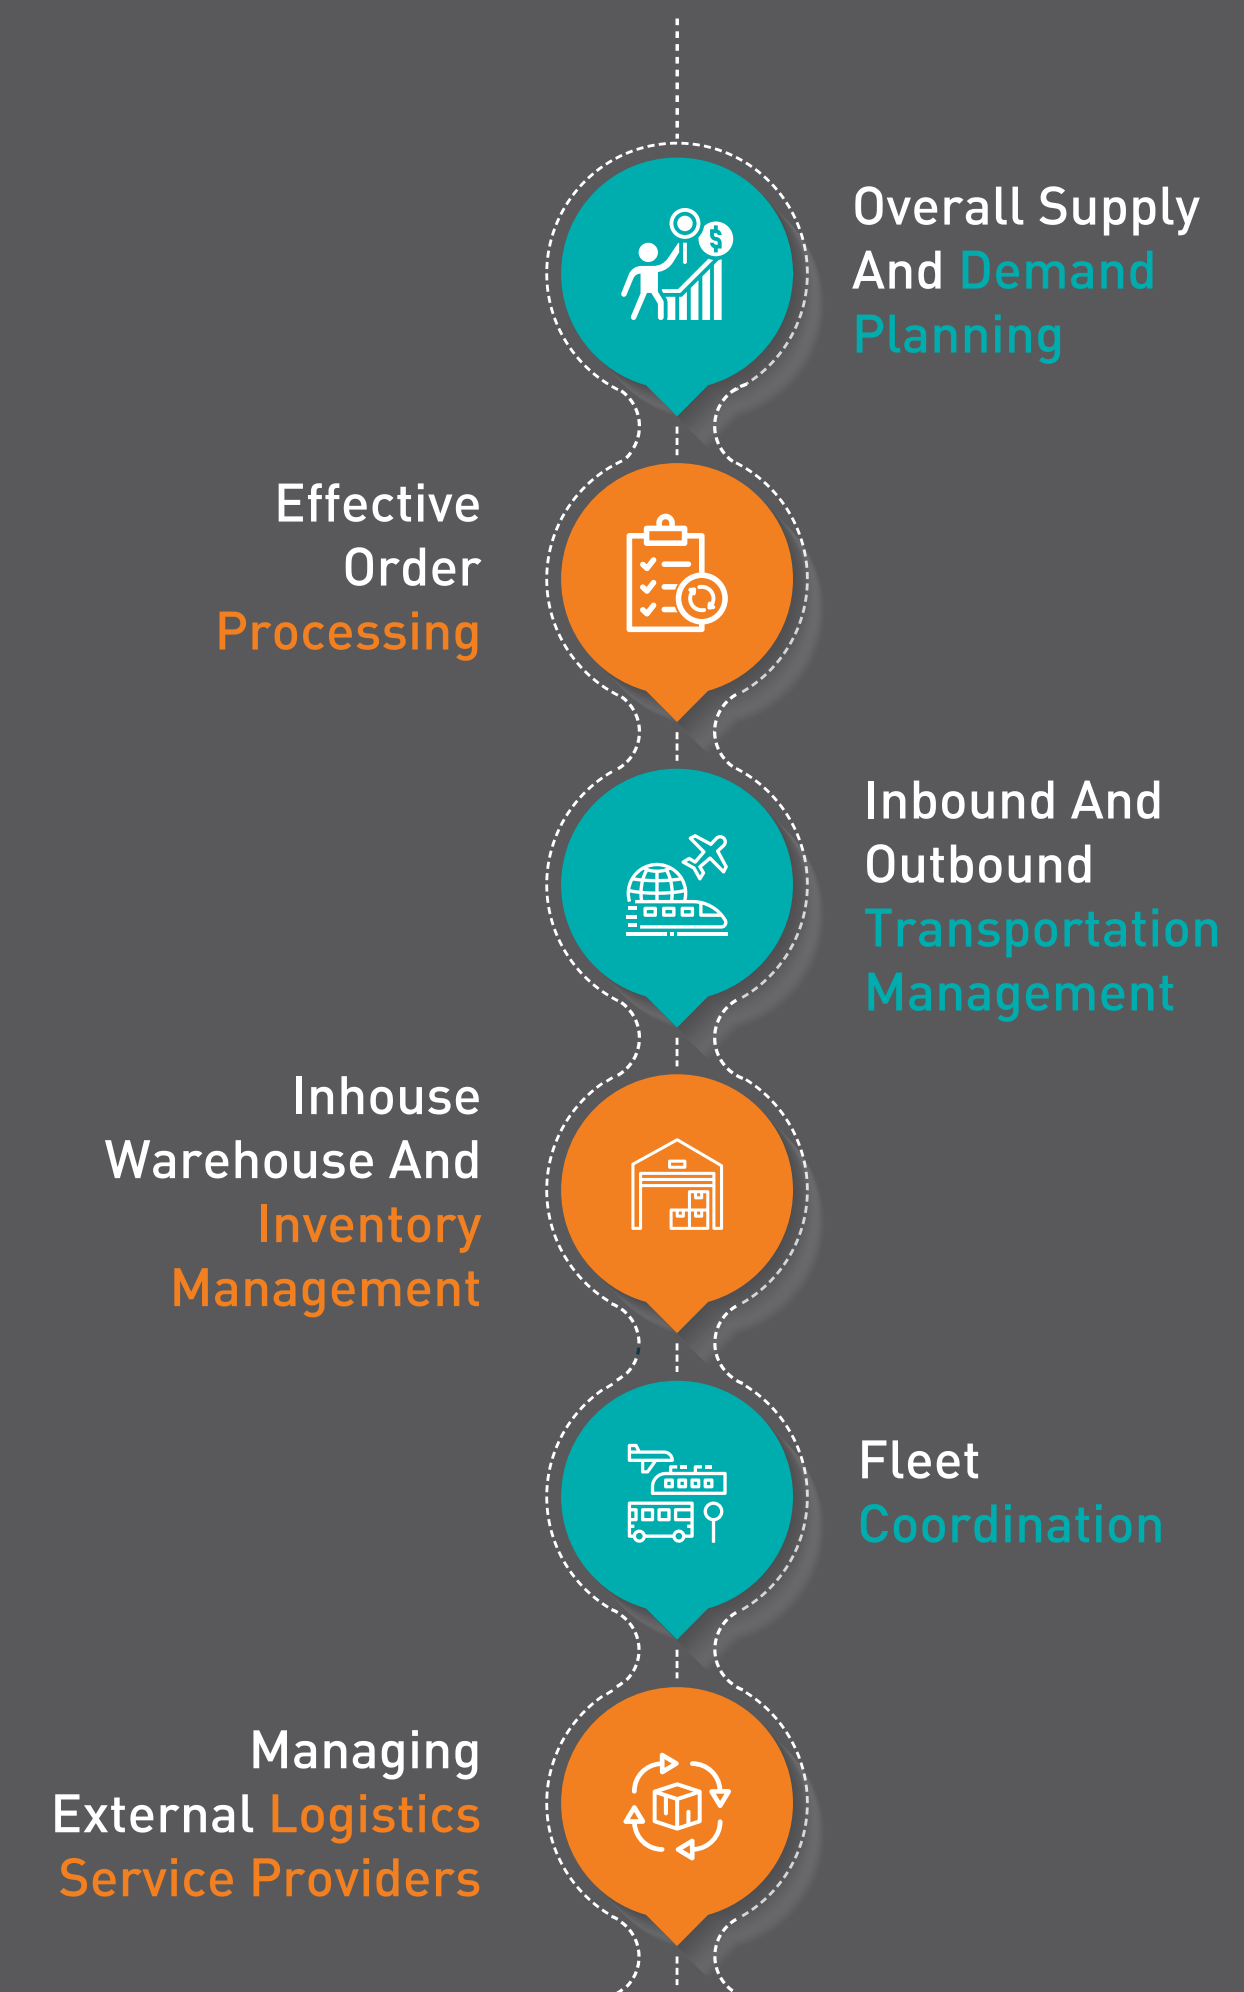 Overall Supply
And Demand
Planning
Effective
Order
Processing
Inbound And
Outbound
Transportation
Management
Inhouse
Warehouse And
Inventory
Management
Fleet
Coordination
Managing
External Logistics
Service Providers